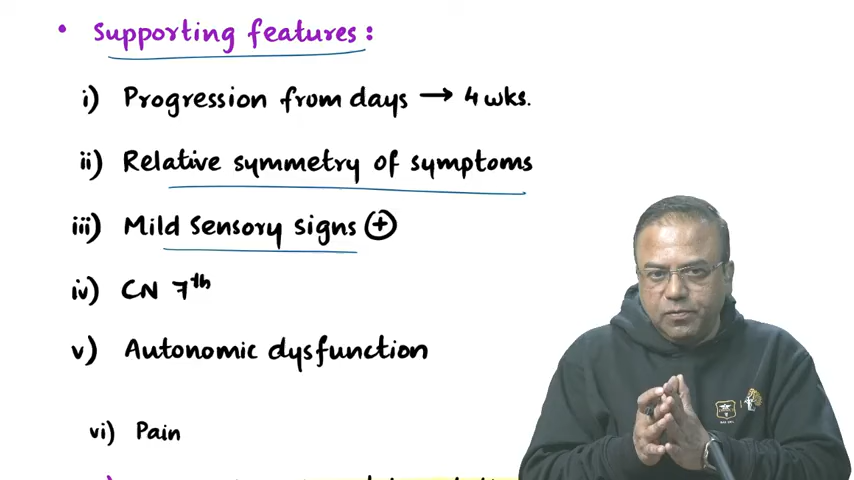 • Supporting features :
i) Progression from days → 4 wks.
ii) Relative symmetry of symptoms
iii) Mild Sensory signs (+)
iv) CN 7th
v) Autonomic dysfunction
vi) Pain